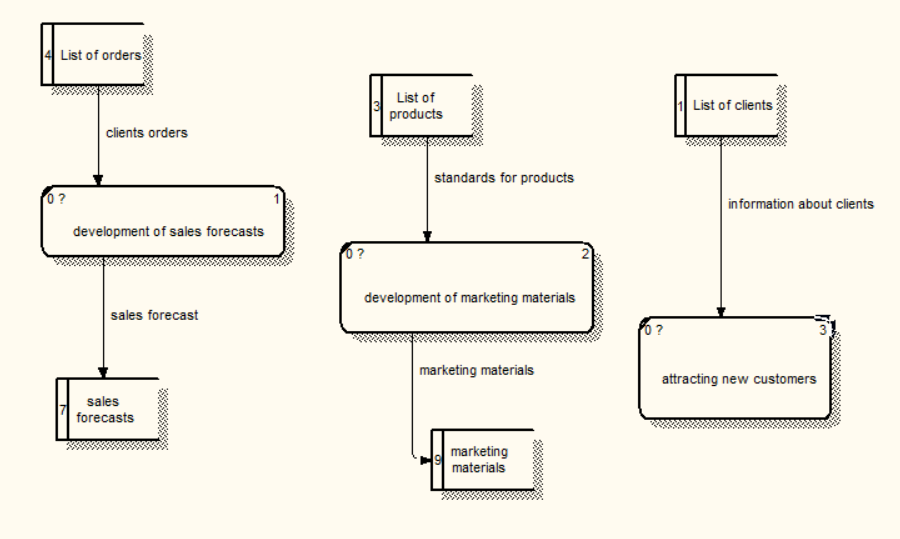 4
List of orders
clients orders
0 ?
1
development of sales forecasts
sales forecast
7
sales
forecasts
3
List of
products
standards for products
0 ?
2
development of marketing materials
marketing materials
9
marketing
materials
1
List of clients
information about clients
0 ?
3
attracting new customers